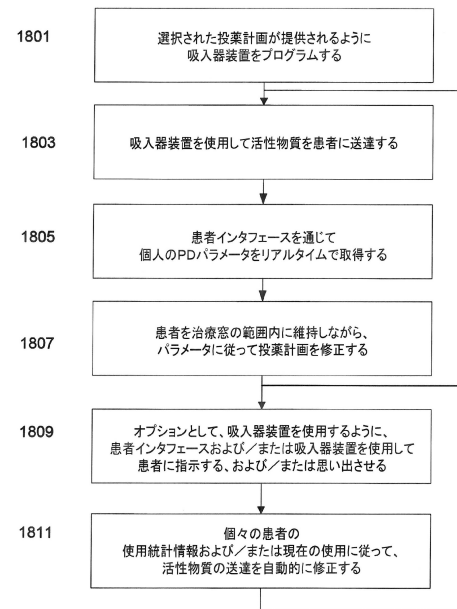 1801
選択された投薬計画が提供されるように
吸入器装置をプログラムする
1803
吸入器装置を使用して活性物質を患者に送達する
1805
患者インタフェースを通じて
個人のPDパラメータをリアルタイムで取得する
1807
患者を治療窓の範囲内に維持しながら、
パラメータに従って投薬計画を修正する
1809
オプションとして、吸入器装置を使用するように、
患者インタフェースおよび/または吸入器装置を使用して
患者に指示する、および/または思い出させる
1811
個々の患者の
使用統計情報および/または現在の使用に従って、
活性物質の送達を自動的に修正する